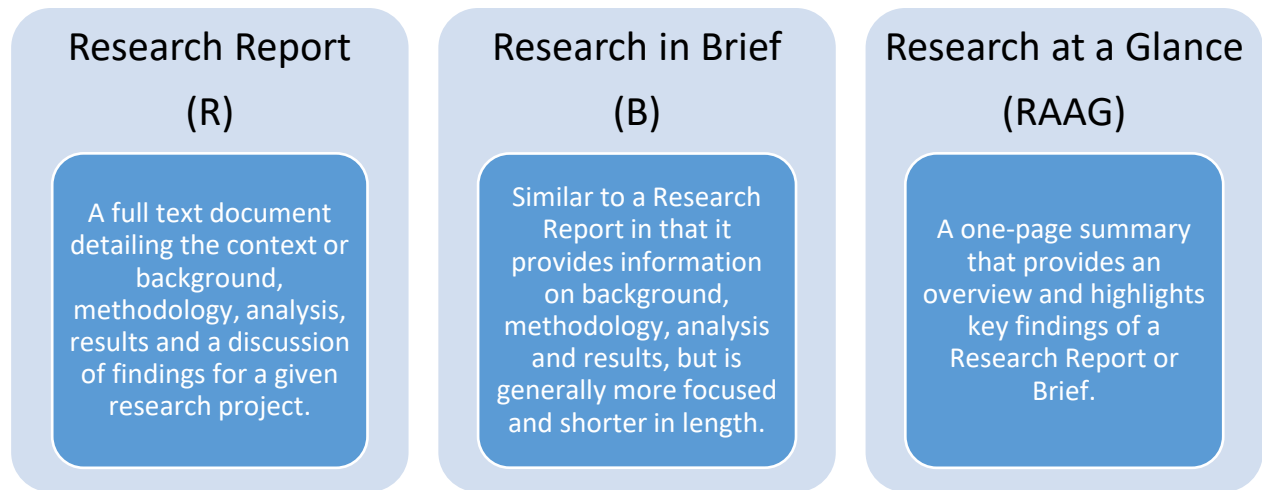 Research Report
(R)
A full text document
detailing the context or
background,
methodology, analysis,
results and a discussion
of findings for a given
research project.
Research in Brief
(B)
Similar to a Research
Report in that it
provides information
on background,
methodology, analysis
and results, but is
generally more focused
and shorter in length.
Research at a Glance
(RAAG)
A one-page summary
that provides an
overview and highlights
key findings of a
Research Report or
Brief.